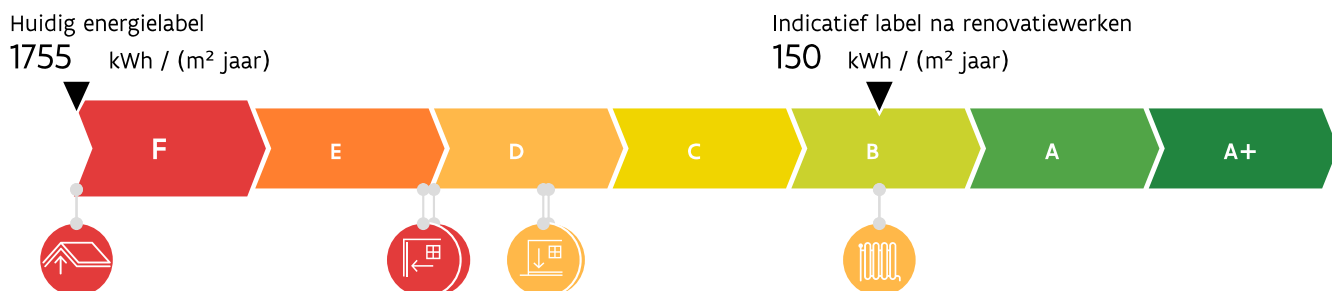 Huidig energielabel
1755 kWh / (m² jaar)
Indicatief label na renovatiewerken
150 kWh / (m² jaar)
F E D C B A A+